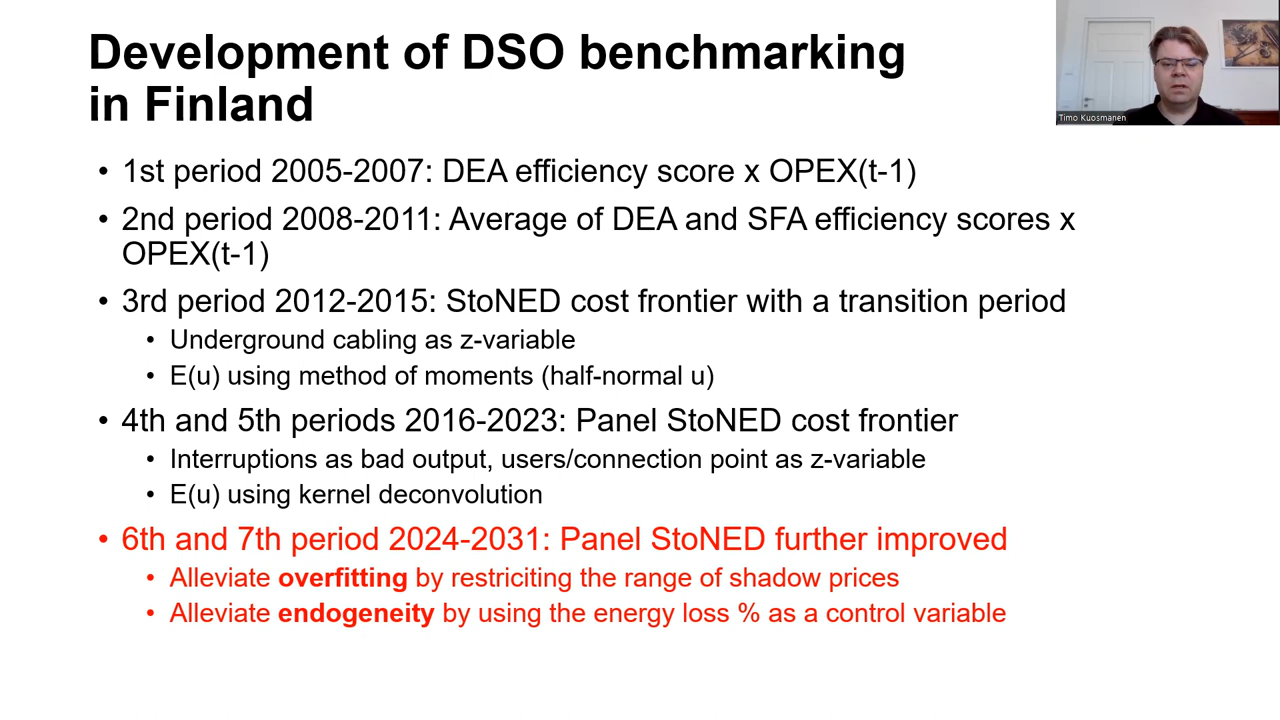 Development of DSO benchmarking
in Finland
Timo Kuosmanen
• 1st period 2005-2007: DEA efficiency score x OPEX(t-1)
• 2nd period 2008-2011: Average of DEA and SFA efficiency scores x
OPEX(t-1)
• 3rd period 2012-2015: StoNED cost frontier with a transition period
• Underground cabling as z-variable
• E(u) using method of moments (half-normal u)
• 4th and 5th periods 2016-2023: Panel StoNED cost frontier
• Interruptions as bad output, users/connection point as z-variable
• E(u) using kernel deconvolution
• 6th and 7th period 2024-2031: Panel StoNED further improved
• Alleviate overfitting by restriciting the range of shadow prices
• Alleviate endogeneity by using the energy loss % as a control variable